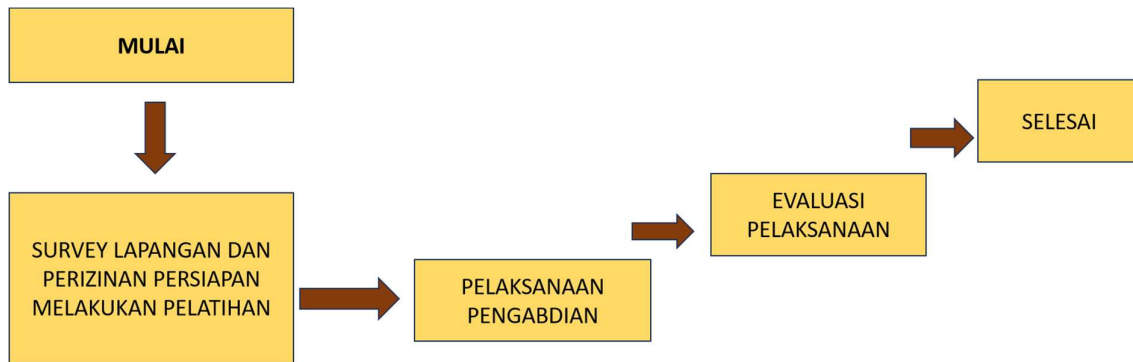 MULAI
SURVEY LAPANGAN DAN
PERIZINAN PERSIAPAN
MELAKUKAN PELATIHAN
PELAKSANAAN
PENGABDIAN
EVALUASI
PELAKSANAAN
SELESAI